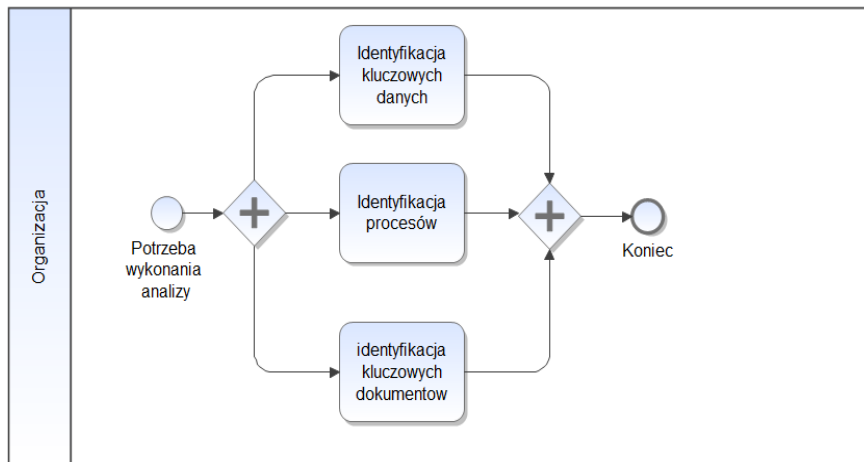 Organizacja
Potrzeba
wykonania
analizy
Identyfikacja
kluczowych
danych
Identyfikacja
procesów
identyfikacja
kluczowych
dokumentow
Koniec